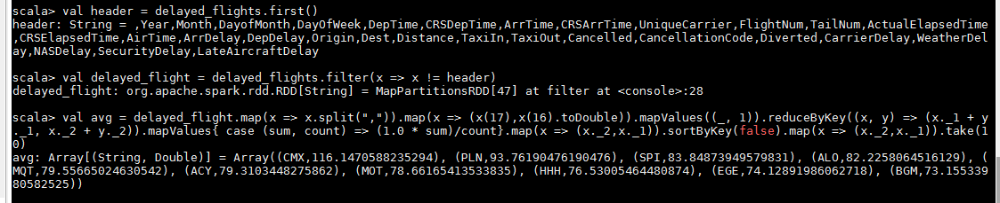 scala> val header = delayed_flights.first()
header: String = ,Year,Month,DayofMonth,DayOfWeek,DepTime,CRSDepTime,ArrTime,CRSArrTime,UniqueCarrier,FlightNum,TailNum,ActualElapsedTime
,CRSElapsedTime,AirTime,ArrDelay,DepDelay,Origin,Dest,Distance,TaxiIn,TaxiOut,Cancelled,CancellationCode,Diverted,CarrierDelay,WeatherDel
ay,NASDelay,SecurityDelay,LateAircraftDelay
scala> val delayed_flight = delayed_flights.filter(x => x != header)
delayed_flight: org.apache.spark.rdd.RDD[String] = MapPartitionsRDD[47] at filter at <console>:28
scala> val avg = delayed_flight.map(x => x.split(",")).map(x => (x(17),x(16).toDouble)).mapValues((_, 1)).reduceByKey((x, y) => (x._1 + y
._1, x._2 + y._2)).mapValues{ case (sum, count) => (1.0 * sum)/count}.map(x => (x._2,x._1)).sortByKey(false).map(x => (x._2,x._1)).take(1
0)
avg: Array[(String, Double)] = Array((CMX,116.1470588235294), (PLN,93.76190476190476), (SPI,83.84873949579831), (ALO,82.2258064516129), (
MQT,79.55665024630542), (ACY,79.3103448275862), (MOT,78.66165413533835), (HHH,76.53005464480874), (EGE,74.12891986062718), (BGM,73.155339
80582525))